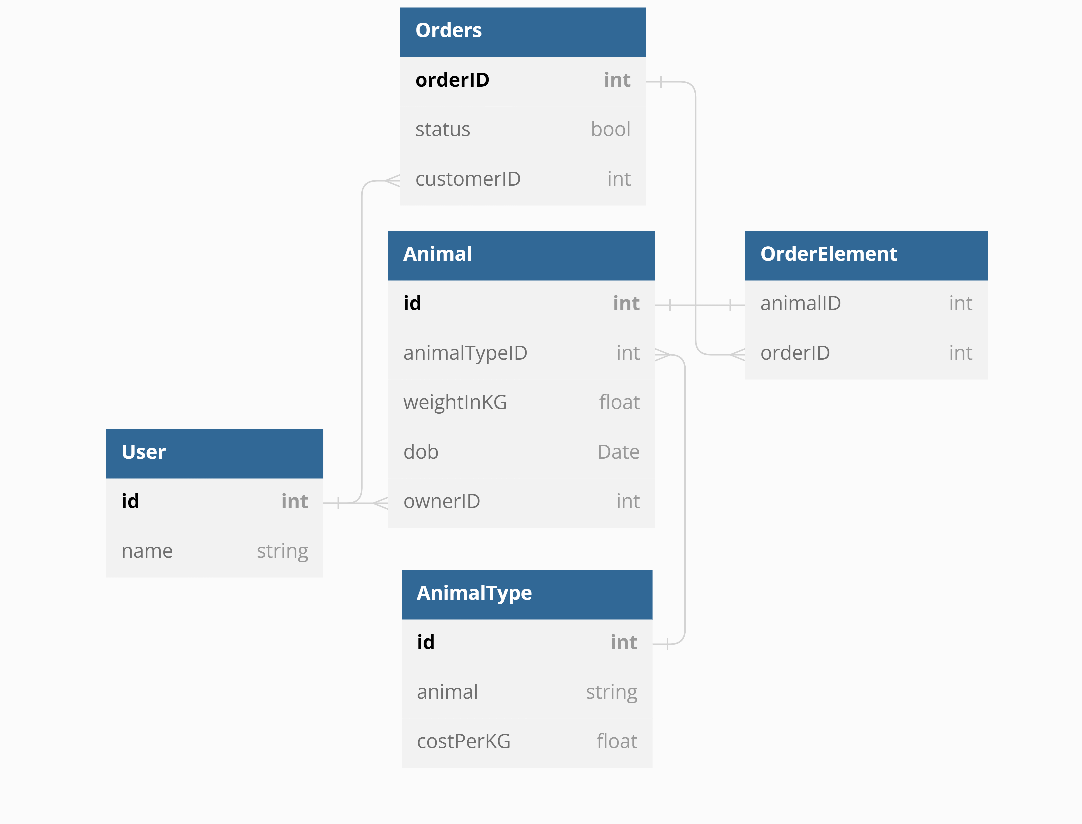 Orders
orderID int
status bool
customerID int
Animal
id int
animalTypeID int
weightInKG float
dob Date
ownerID int
OrderElement
animalID int
orderID int
User
id int
name string
AnimalType
id int
animal string
costPerKG float